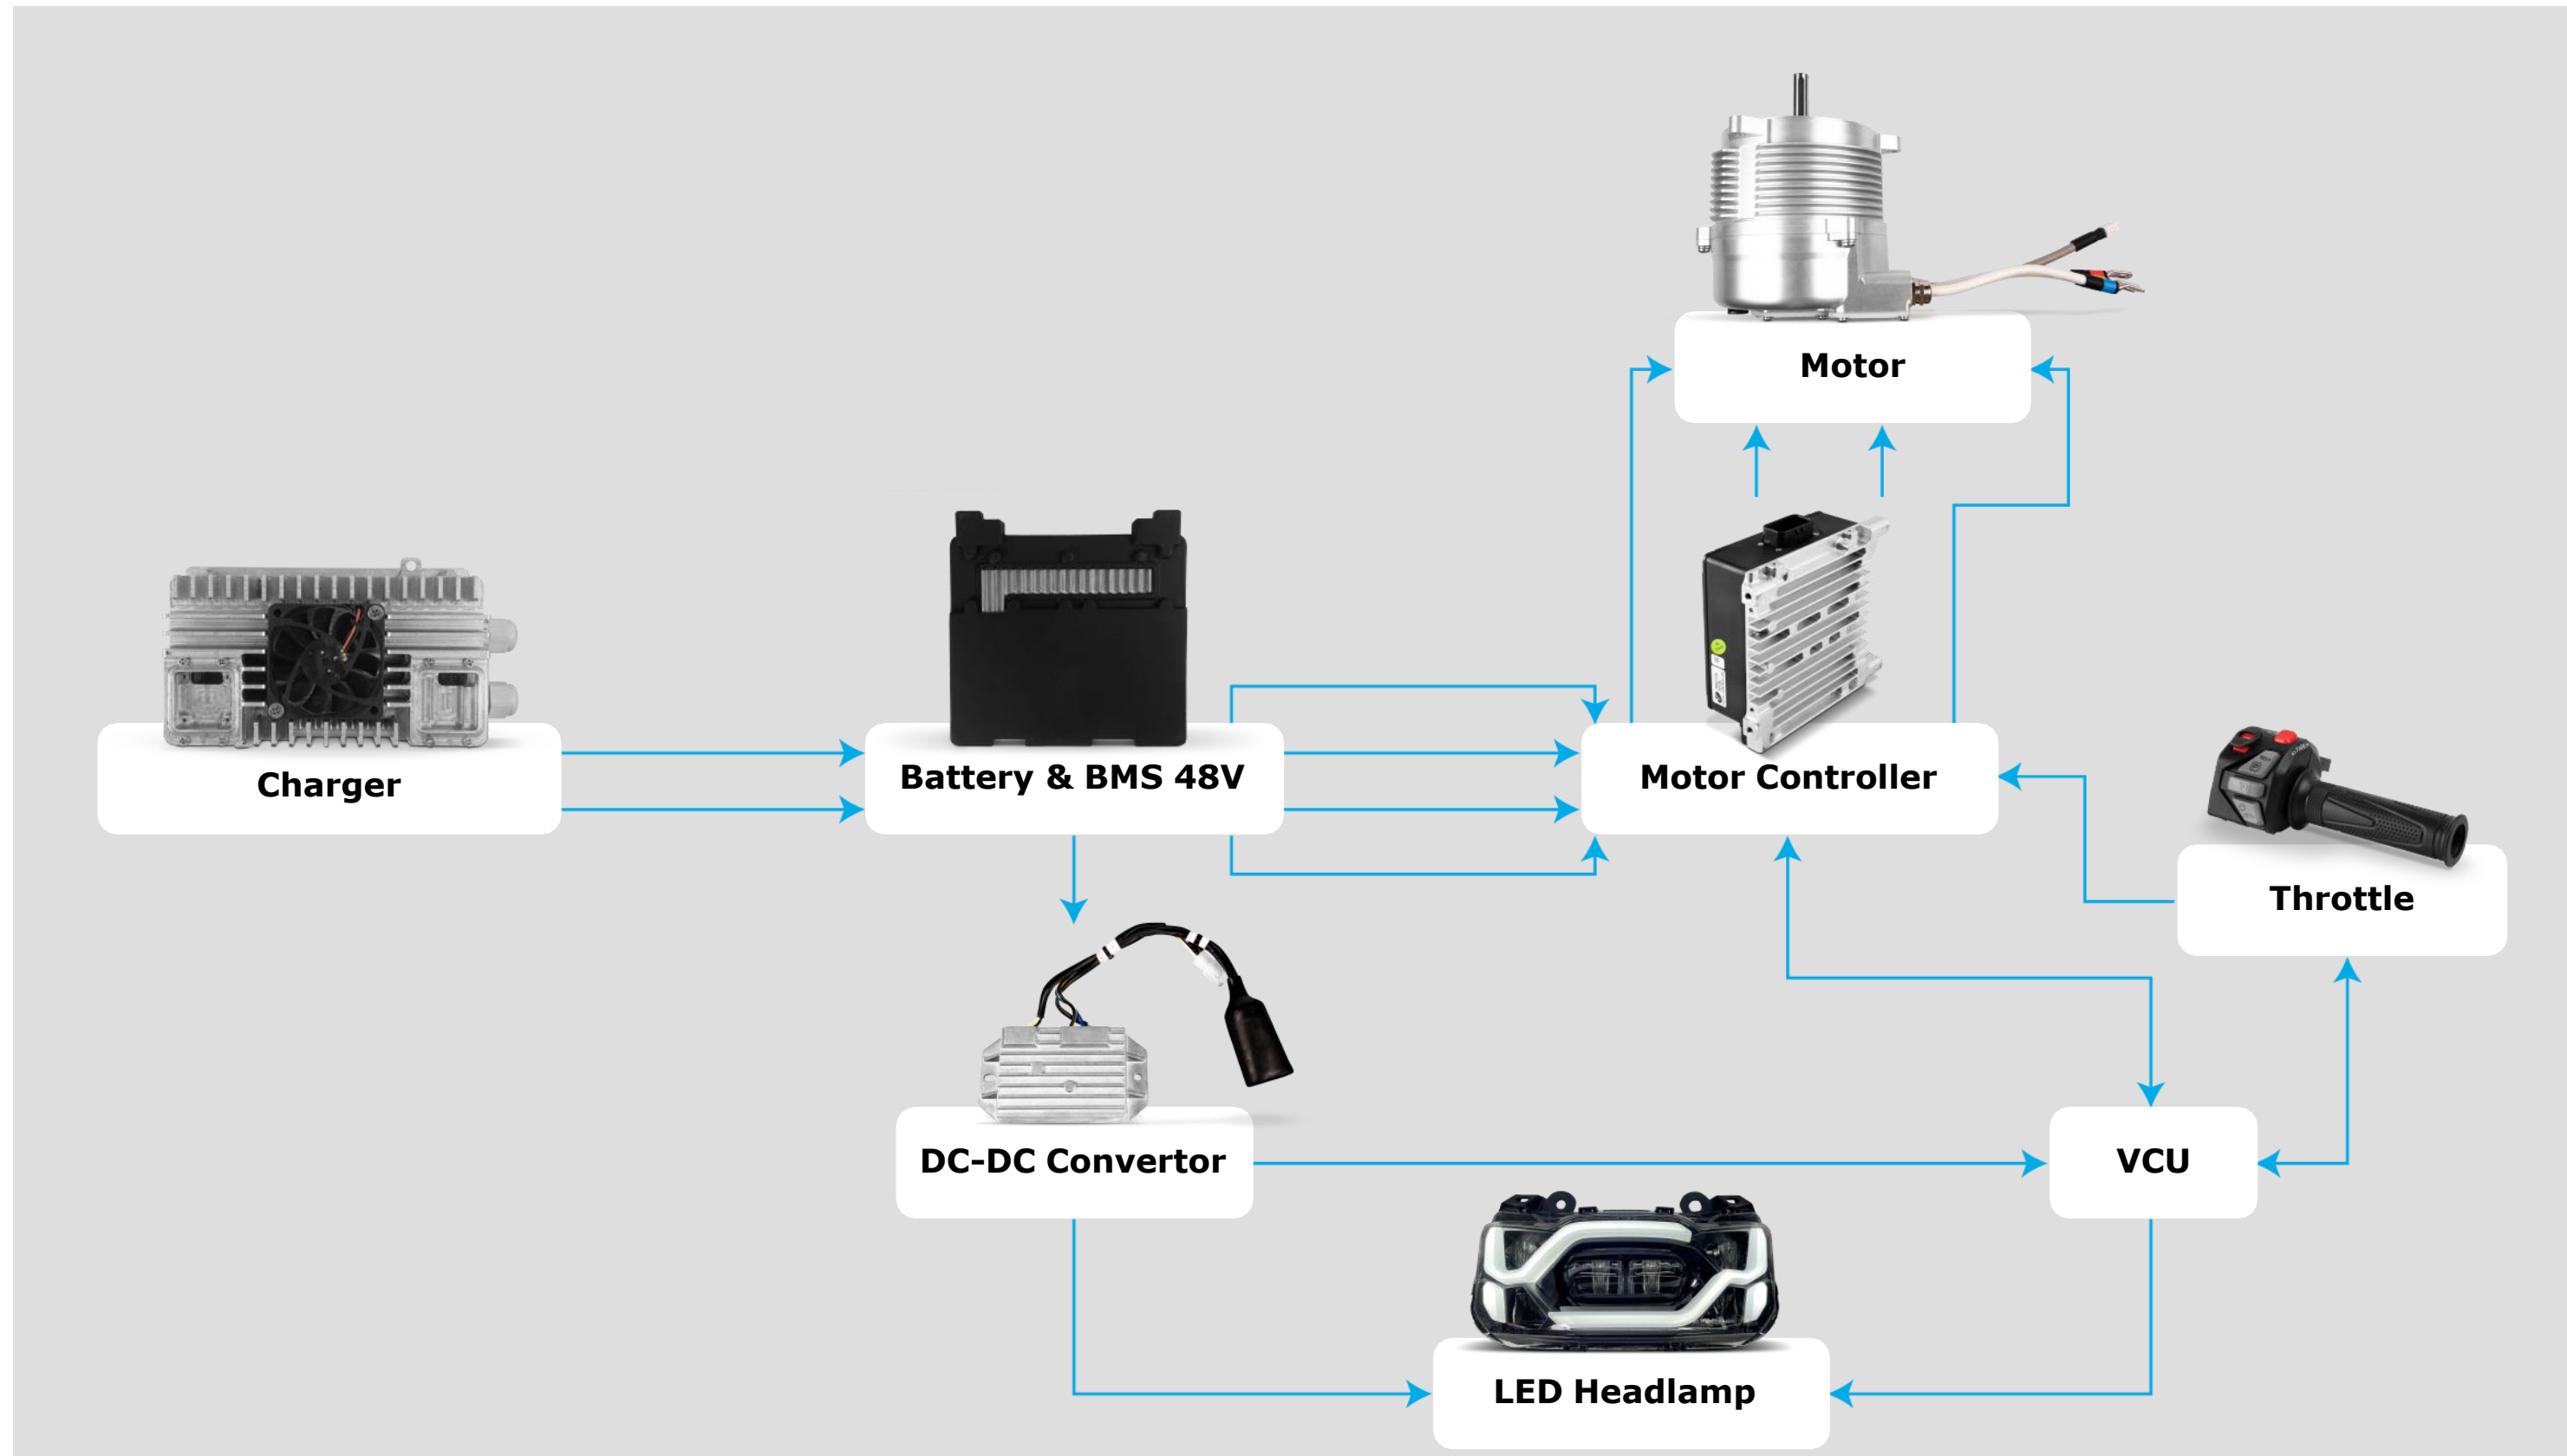 Motor
Charger
Battery & BMS 48V
Motor Controller
Throttle
DC-DC Convertor
VCU
LED Headlamp